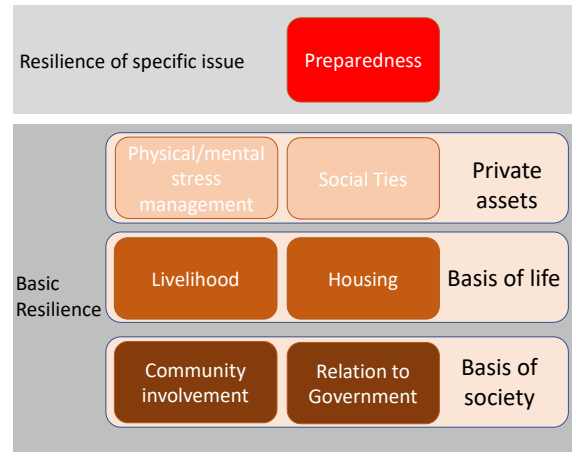 Resilience of specific issue
Preparedness
Physical/mental
stress
management
Social Ties
Private
assets
Basic
Resilience
Livelihood
Housing
Basis of life
Community
involvement
Relation to
Government
Basis of
society